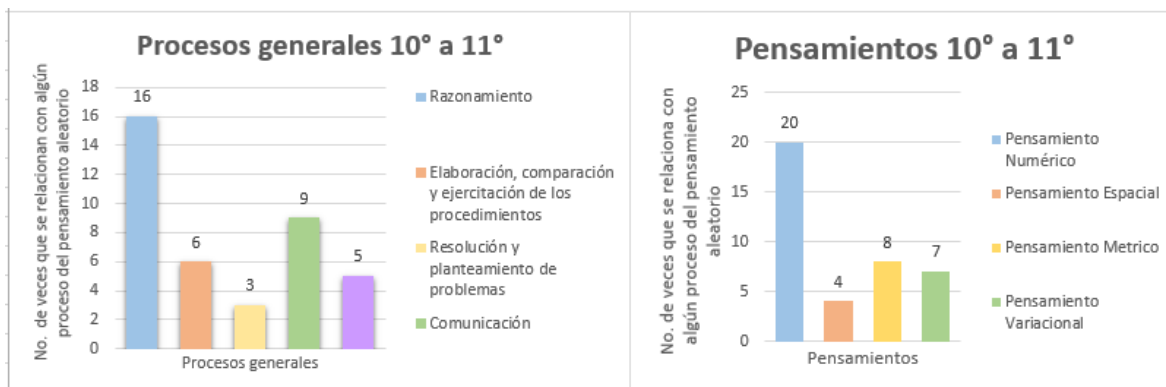 Procesos generales 10° a 11°
No. de veces que se relacionan con algún
proceso del pensamiento aleatorio
18
16
14
12
10
8
6
4
2
0
16
6
3
9
5
Procesos generales
Razonamiento
Elaboración, comparación
y ejercitación de los
procedimientos
Resolución y
planteamiento de
problemas
Comunicación
Pensamientos 10° a 11°
No. de veces que se relaciona con
algún proceso del pensamiento
aleatorio
25
20
15
10
5
0
20
4
8
7
Pensamientos
Pensamiento
Numérico
Pensamiento Espacial
Pensamiento Metrico
Pensamiento
Variacional